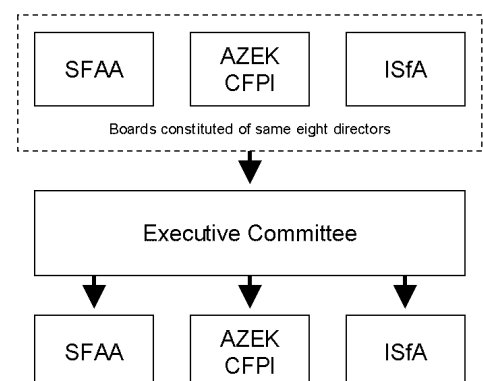 SFAA
AZEK
CFPI
ISfA
Boards constituted of same eight directors
Executive Committee
SFAA
AZEK
CFPI
ISfA